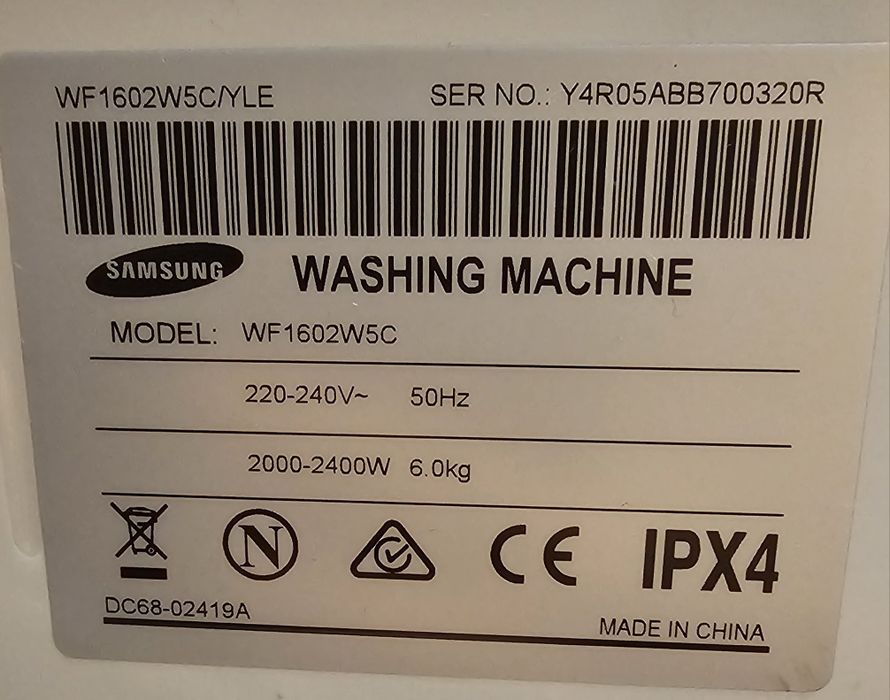 WF1602W5C/YLE SER NO.: Y4R05ABB700320R
SAMSUNG WASHING MACHINE
MODEL: WF1602W5C
220-240V~ 50Hz
2000-2400W 6.0kg
N CE IPX4
DC68-02419A
MADE IN CHINA